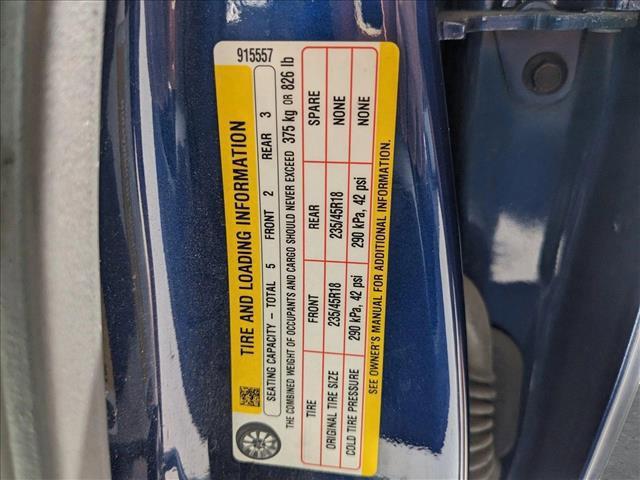 915557
TIRE AND LOADING INFORMATION
SEATING CAPACITY – TOTAL 5 FRONT 2 REAR 3
THE COMBINED WEIGHT OF OCCUPANTS AND CARGO SHOULD NEVER EXCEED 375 kg OR 826 lb
TIRE FRONT REAR SPARE
ORIGINAL TIRE SIZE 235/45R18 235/45R18 NONE
COLD TIRE PRESSURE 290 kPa, 42 psi 290 kPa, 42 psi NONE
SEE OWNER'S MANUAL FOR ADDITIONAL INFORMATION.